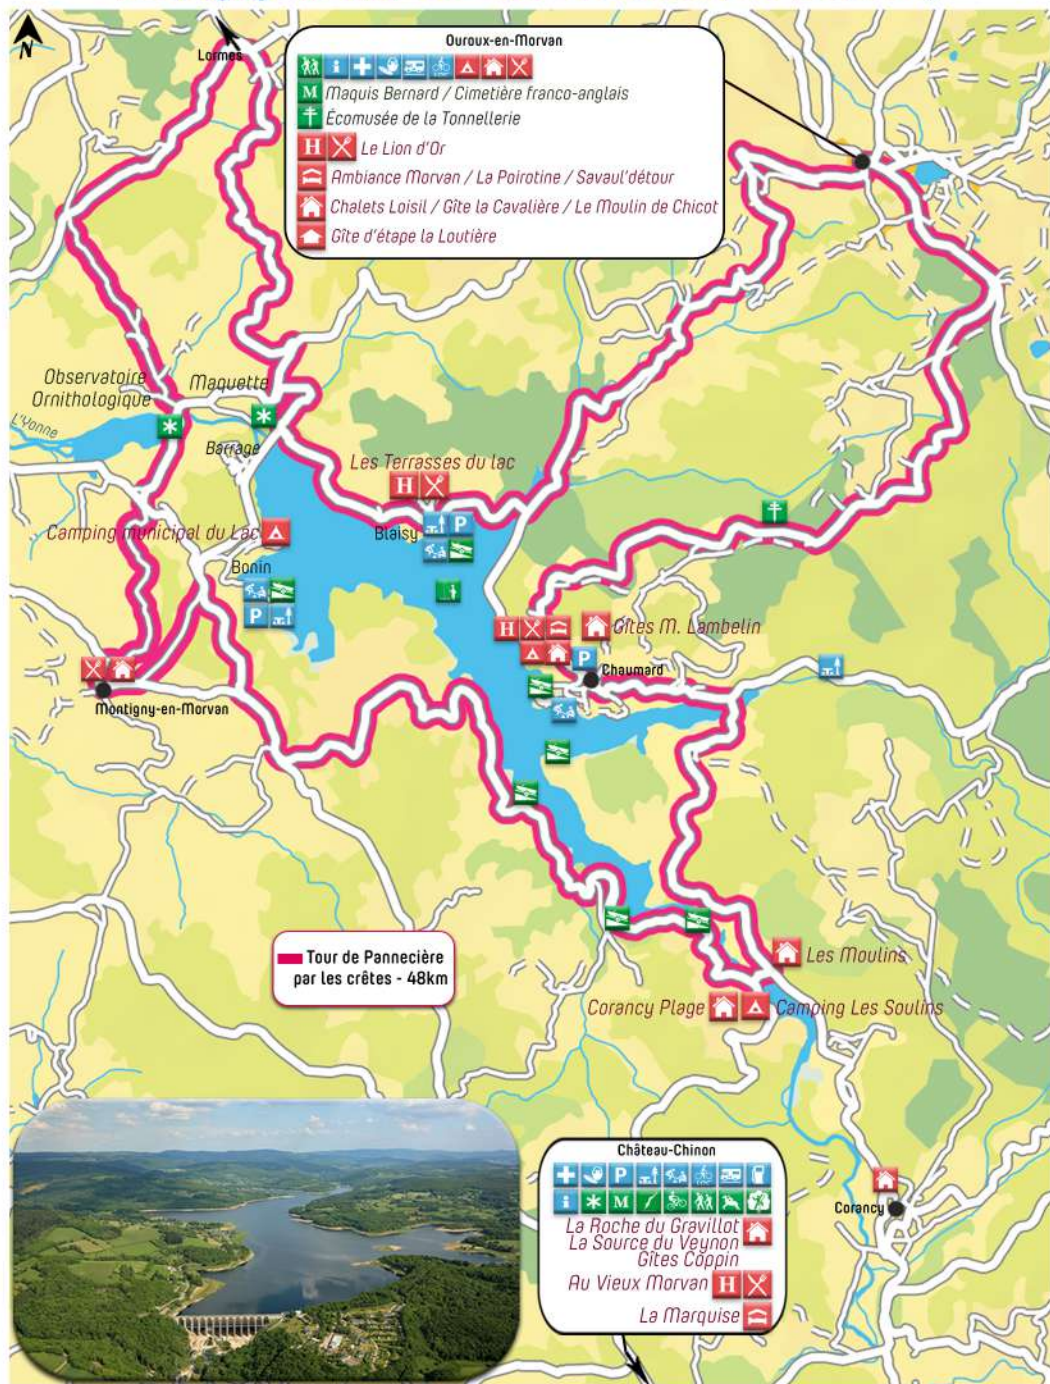 N
Lormes
Ouroux-en-Morvan
M Maquis Bernard / Cimetière franco-anglais
Écomusée de la Tonnellerie
H Le Lion d'Or
Ambiance Morvan / La Poirotine / Savaul'détour
Chalets Loisil / Gîte la Cavalière / Le Moulin de Chicot
Gîte d'étape la Loutière
Observatoire
Ornithologique
Maquette
L'Yonne
Barrage
Les Terrasses du lac
H
Camping municipal du Lac
Blaisy
P
Bonin
P
H
Gîtes M. Lambelin
P
Chaumard
Montigny-en-Morvan
Tour de Pannecière
par les crêtes - 48km
Les Moulins
Corancy Plage
Camping Les Soulins
Corancy
Château-Chinon
P
i M
La Roche du Gravillot
La Source du Veynon
Gîtes Coppin
Au Vieux Morvan H
La Marquise